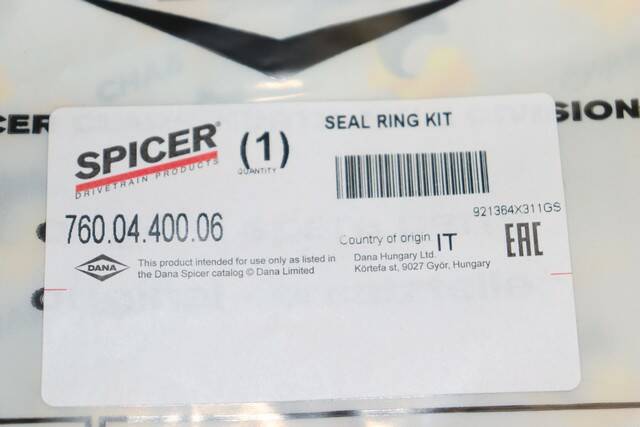 SPICER®
DRIVETRAIN PRODUCTS
(1)
QUANTITY
SEAL RING KIT
921364X311GS
760.04.400.06
Country of origin IT
EAC
DANA
This product intended for use only as listed in
the Dana Spicer catalog © Dana Limited
Dana Hungary Ltd.
Körtefa st, 9027 Győr, Hungary